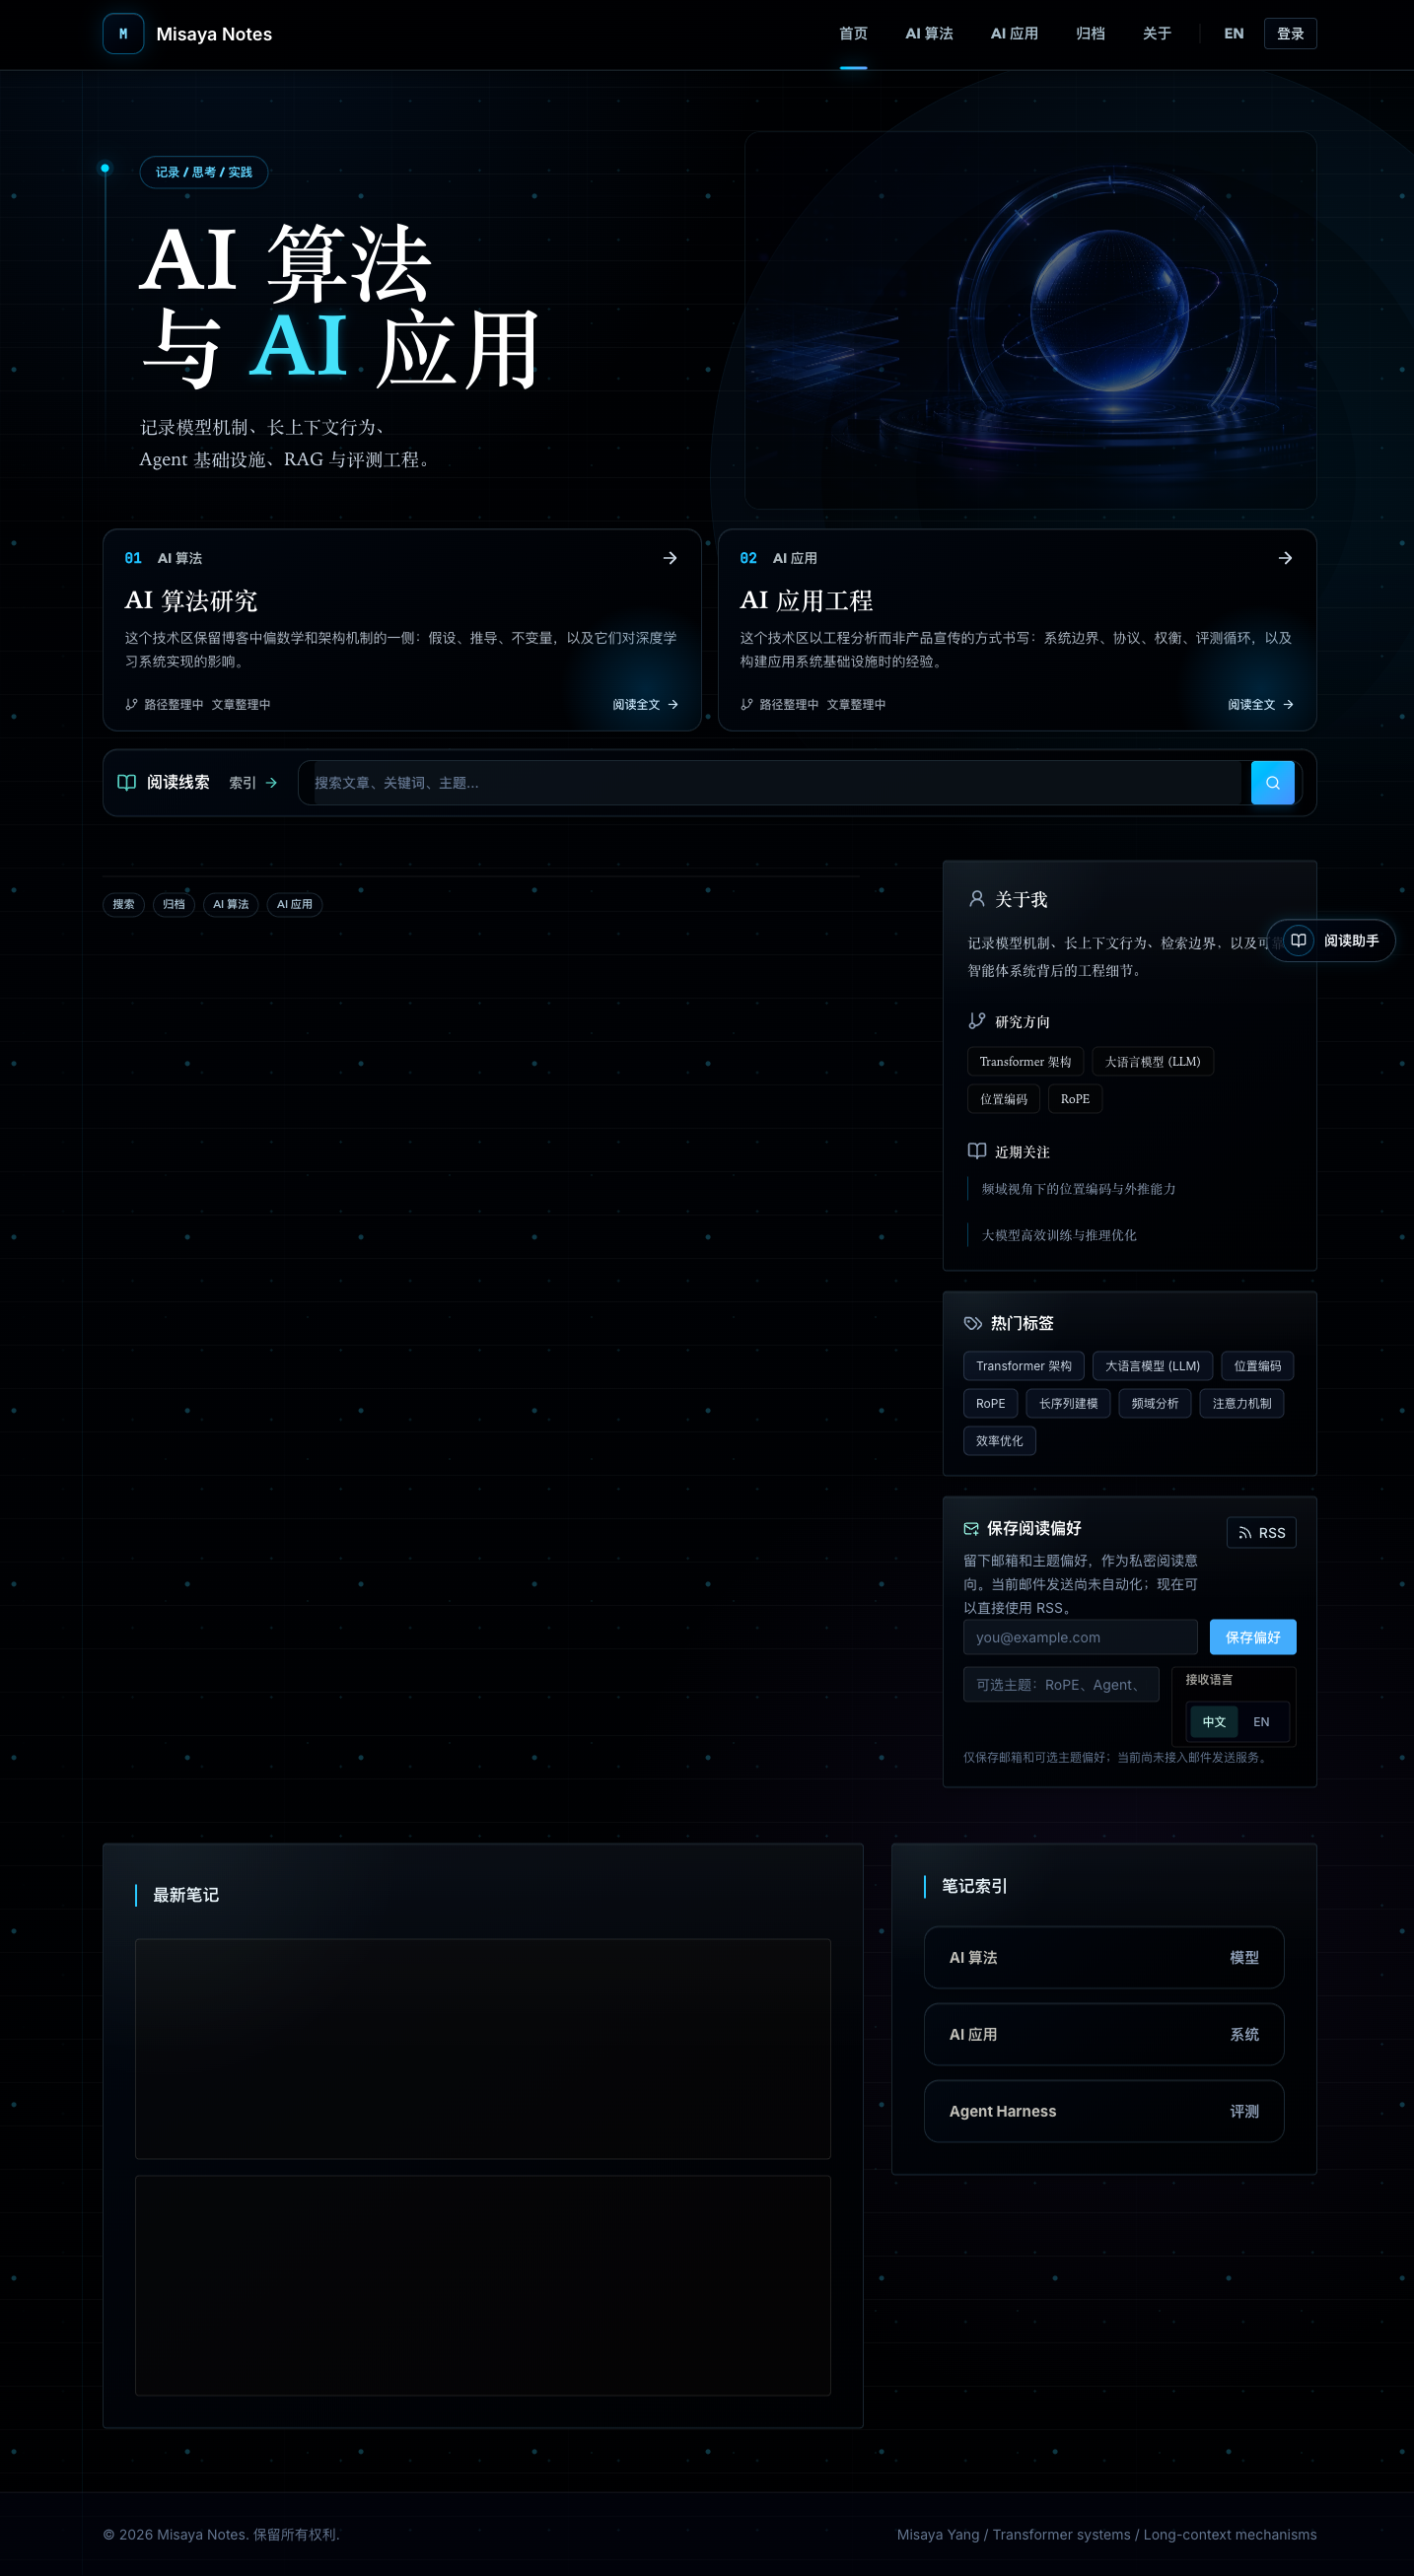 M
Misaya Notes
首页
AI 算法
AI 应用
归档
关于
EN
登录
记录 / 思考 / 实践
AI 算法
与 AI 应用
记录模型机制、长上下文行为、
Agent 基础设施、RAG 与评测工程。
01 AI 算法
AI 算法研究
这个技术区保留博客中偏数学和架构机制的一侧：假设、推导、不变量，以及它们对深度学
习系统实现的影响。
路径整理中 文章整理中
阅读全文
02 AI 应用
AI 应用工程
这个技术区以工程分析而非产品宣传的方式书写：系统边界、协议、权衡、评测循环，以及
构建应用系统基础设施时的经验。
路径整理中 文章整理中
阅读全文
阅读线索
索引
搜索文章、关键词、主题...
搜索
归档
AI 算法
AI 应用
关于我
记录模型机制、长上下文行为、检索边界，以及可靠
智能体系统背后的工程细节。
阅读助手
研究方向
Transformer 架构
大语言模型 (LLM)
位置编码
RoPE
近期关注
频域视角下的位置编码与外推能力
大模型高效训练与推理优化
热门标签
Transformer 架构
大语言模型 (LLM)
位置编码
RoPE
长序列建模
频域分析
注意力机制
效率优化
保存阅读偏好
RSS
留下邮箱和主题偏好，作为私密阅读意
向。当前邮件发送尚未自动化；现在可
以直接使用 RSS。
you@example.com
保存偏好
可选主题：RoPE、Agent、
接收语言
中文
EN
仅保存邮箱和可选主题偏好；当前尚未接入邮件发送服务。
最新笔记
笔记索引
AI 算法
模型
AI 应用
系统
Agent Harness
评测
© 2026 Misaya Notes. 保留所有权利.
Misaya Yang / Transformer systems / Long-context mechanisms